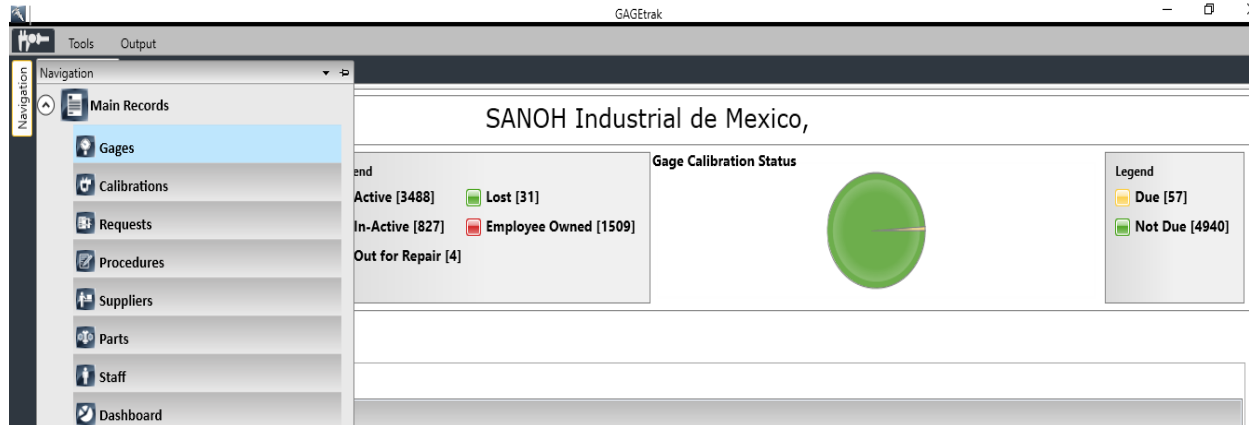 GAGEtrak
Tools Output
Navigation
Navigation
Main Records
Gages
Calibrations
Requests
Procedures
Suppliers
Parts
Staff
Dashboard
SANOH Industrial de Mexico,
end
Active [3488] Lost [31]
In-Active [827] Employee Owned [1509]
Out for Repair [4]
Gage Calibration Status
Legend
Due [57]
Not Due [4940]